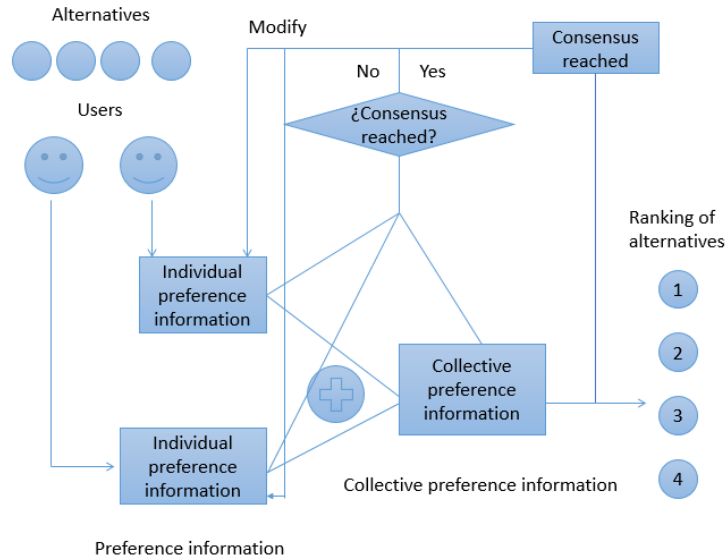 Alternatives
Modify
Consensus
reached
No
Yes
Users
¿Consensus
reached?
Ranking of
alternatives
Individual
preference
information
1
2
Collective
preference
information
3
Individual
preference
information
4
Collective preference information
Preference information